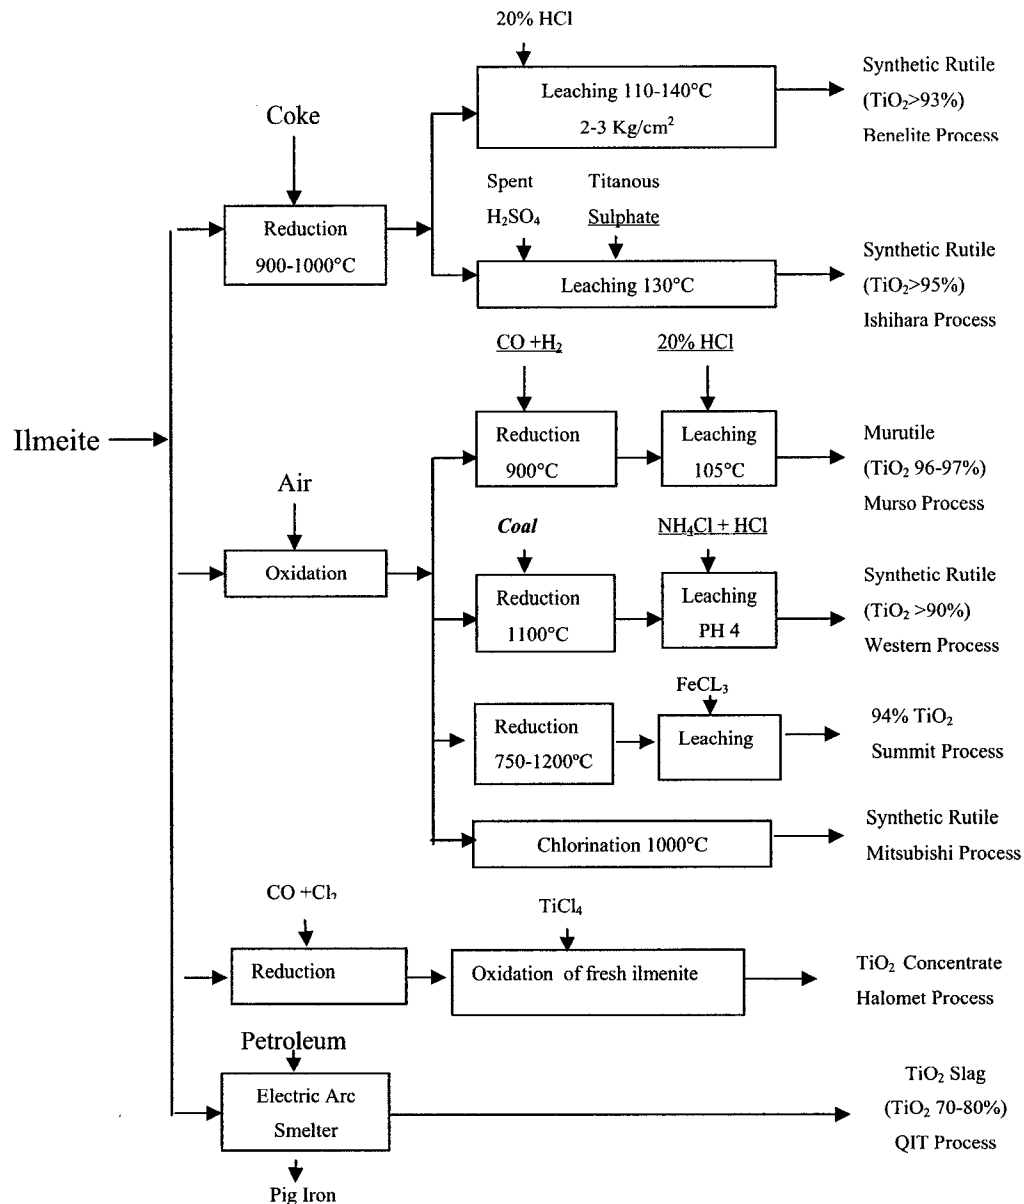 20% HCl
Leaching 110-140°C
2-3 Kg/cm²
Synthetic Rutile
(TiO₂>93%)
Benelite Process
Coke
Reduction
900-1000°C
Spent
H₂SO₄
Titanous
Sulphate
Leaching 130°C
Synthetic Rutile
(TiO₂>95%)
Ishihara Process
Ilmeite
CO +H₂
20% HCl
Reduction
900°C
Leaching
105°C
Murutile
(TiO₂ 96-97%)
Murso Process
Air
Oxidation
Coal
NH₄Cl + HCl
Reduction
1100°C
Leaching
PH 4
Synthetic Rutile
(TiO₂ >90%)
Western Process
FeCL₃
Reduction
750-1200°C
Leaching
94% TiO₂
Summit Process
Chlorination 1000°C
Synthetic Rutile
Mitsubishi Process
CO +Cl₂
TiCl₄
Reduction
Oxidation of fresh ilmenite
TiO₂ Concentrate
Halomet Process
Petroleum
Electric Arc
Smelter
TiO₂ Slag
(TiO₂ 70-80%)
QIT Process
Pig Iron